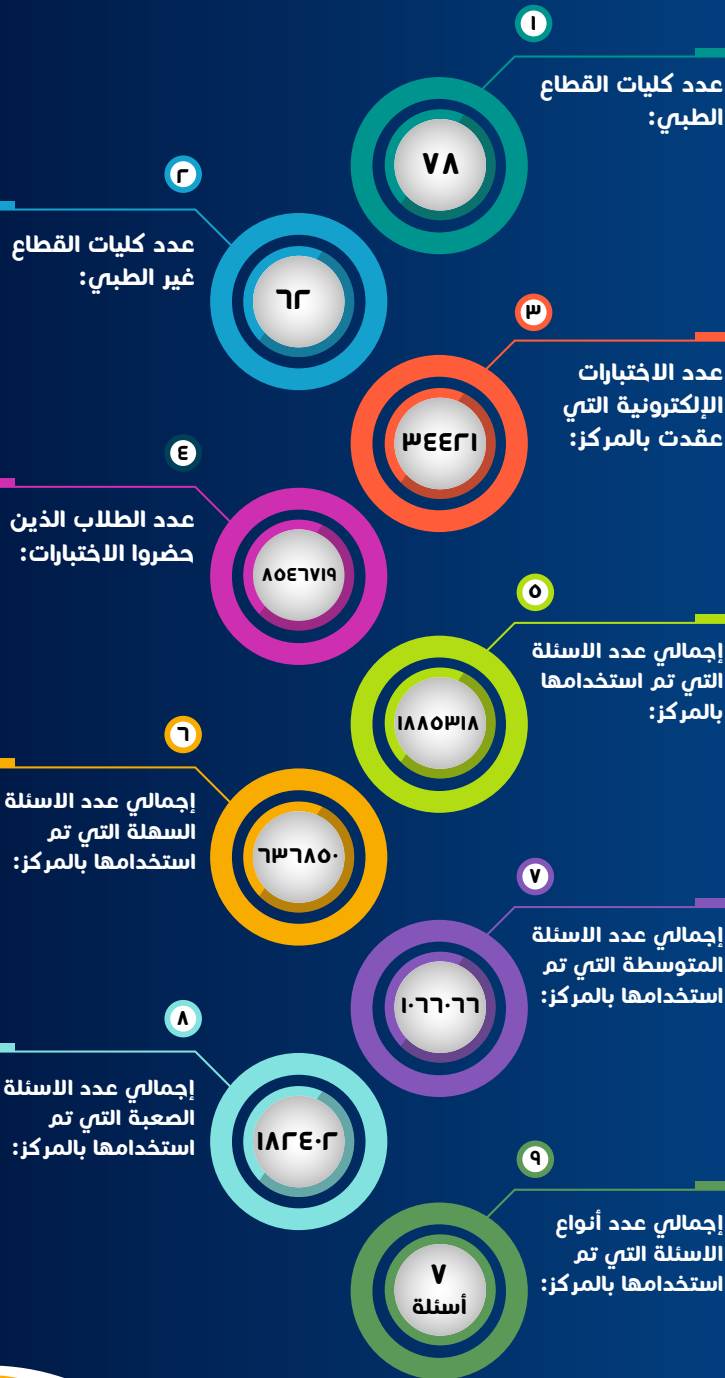 ١
عدد كليات القطاع
الطبي:
٧٨
٢
عدد كليات القطاع
غير الطبي:
٦٢
٣
عدد الاختبارات
الإلكترونية التي
عقدت بالمركز:
٣٤٤٢١
٤
عدد الطلاب الذين
حضروا الاختبارات:
٨٥٤٦٧١٩
٥
إجمالي عدد الاسئلة
التي تم استخدامها
بالمركز:
١٨٨٥٣١٨
٦
إجمالي عدد الاسئلة
السهلة التي تم
استخدامها بالمركز:
٦٣٦٨٥٠
٧
إجمالي عدد الاسئلة
المتوسطة التي تم
استخدامها بالمركز:
١٠٦٦٠٦٦
٨
إجمالي عدد الاسئلة
الصعبة التي تم
استخدامها بالمركز:
١٨٢٤٠٢
٩
إجمالي عدد أنواع
الاسئلة التي تم
استخدامها بالمركز:
٧
أسئلة